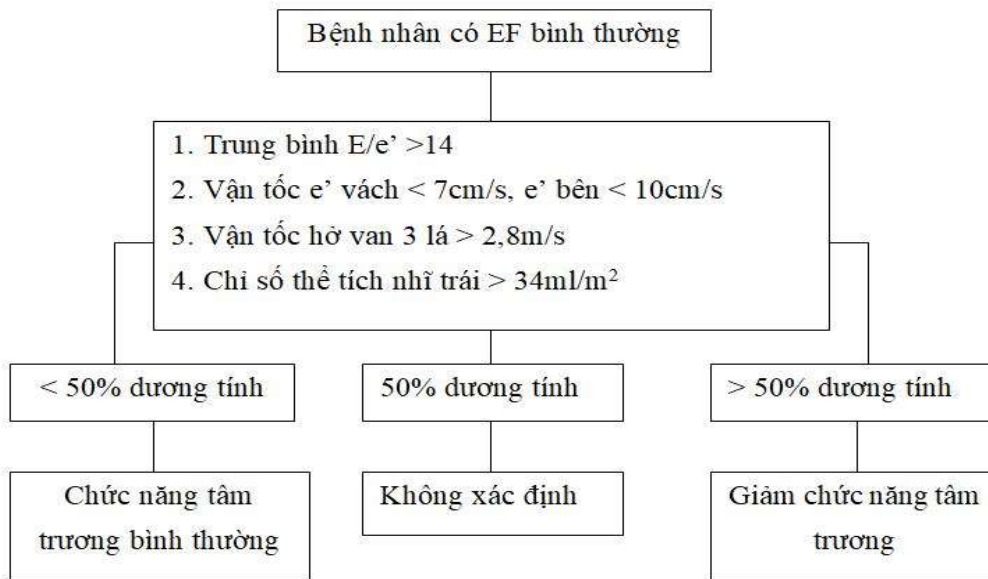 Bệnh nhân có EF bình thường
1. Trung bình E/e’ >14
2. Vận tốc e’ vách < 7cm/s, e’ bên < 10cm/s
3. Vận tốc hở van 3 lá > 2,8m/s
4. Chỉ số thể tích nhĩ trái > 34ml/m²
< 50% dương tính
50% dương tính
> 50% dương tính
Chức năng tâm
trương bình thường
Không xác định
Giảm chức năng tâm
trương